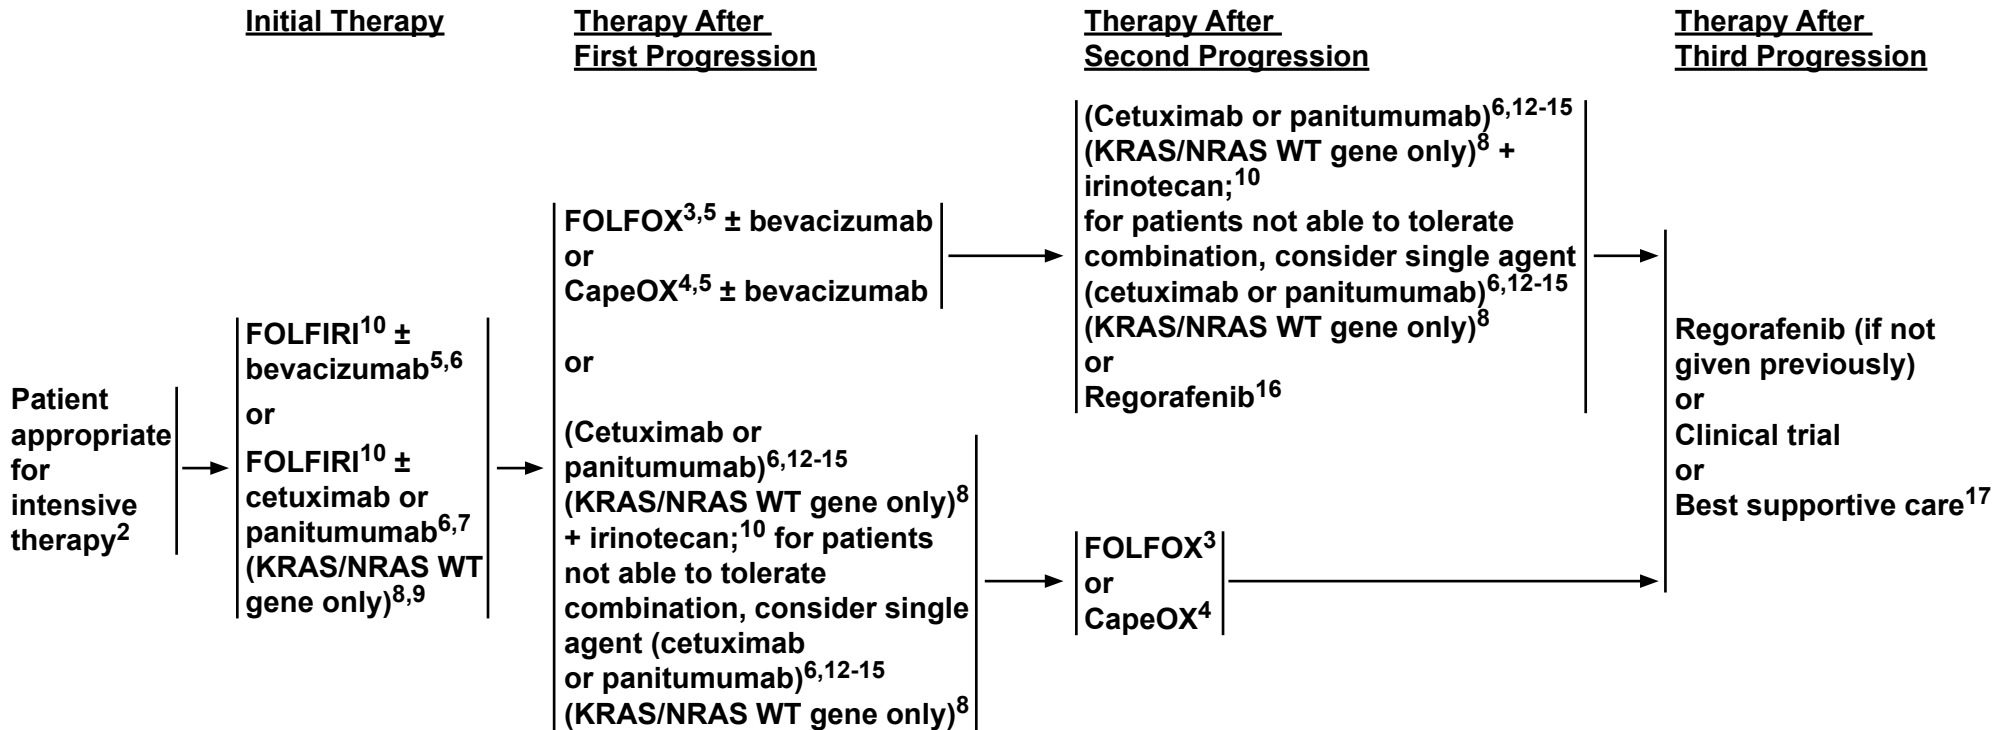 Initial Therapy
Therapy After
First Progression
Therapy After
Second Progression
Therapy After
Third Progression
Patient
appropriate
for
intensive
therapy2
FOLFIRI10 ±
bevacizumab5,6
or
FOLFIRI10 ±
cetuximab or
panitumumab6,7
(KRAS/NRAS WT
gene only)8,9
FOLFOX3,5 ± bevacizumab
or
CapeOX4,5 ± bevacizumab
or
(Cetuximab or
panitumumab)6,12-15
(KRAS/NRAS WT gene only)8
+ irinotecan;10 for patients
not able to tolerate
combination, consider single
agent (cetuximab
or panitumumab)6,12-15
(KRAS/NRAS WT gene only)8
(Cetuximab or panitumumab)6,12-15
(KRAS/NRAS WT gene only)8 +
irinotecan;10
for patients not able to tolerate
combination, consider single agent
(cetuximab or panitumumab)6,12-15
(KRAS/NRAS WT gene only)8
or
Regorafenib16
FOLFOX3
or
CapeOX4
Regorafenib (if not
given previously)
or
Clinical trial
or
Best supportive care17